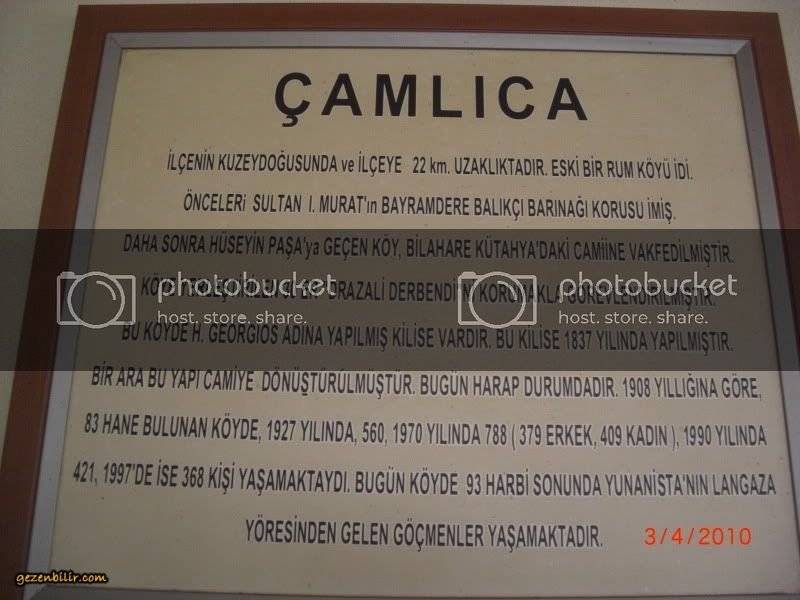 ÇAMLICA
İLÇENİN KUZEYDOĞUSUNDA ve İLÇEYE 22 km. UZAKLIKTADIR. ESKİ BİR RUM KÖYÜ İDİ.
ÖNCELERi SULTAN I. MURAT'ın BAYRAMDERE BALIKÇI BARINAĞI KORUSU İMİŞ.
DAHA SONRA HÜSEYİN PAŞA'ya GEÇEN KÖY, BİLAHARE KÜTAHYA'DAKİ CAMİİNE VAKFEDİLMİŞTİR.
DERBENDİ'Nİ KORUMAKLA GÖREVLENDİRİLMİŞTİR.
photobucket
host. store. share.
photobucket
host. store. share.
BU KÖYDE H. GEORGIOS ADINA YAPILMIŞ KİLİSE VARDIR. BU KİLİSE 1837 YILINDA YAPILMIŞTIR.
BİR ARA BU YAPI CAMİYE DÖNÜŞTÜRÜLMÜŞTÜR. BUGÜN HARAP DURUMDADIR. 1908 YILLIĞINA GÖRE,
83 HANE BULUNAN KÖYDE, 1927 YILINDA, 560, 1970 YILINDA 788 ( 379 ERKEK, 409 KADIN ), 1990 YILINDA
421, 1997'DE İSE 368 KİŞİ YAŞAMAKTAYDI. BUGÜN KÖYDE 93 HARBİ SONUNDA YUNANİSTA'NIN LANGAZA
YÖRESİNDEN GELEN GÖÇMENLER YAŞAMAKTADIR.
3/4/2010
gezenbilir.com